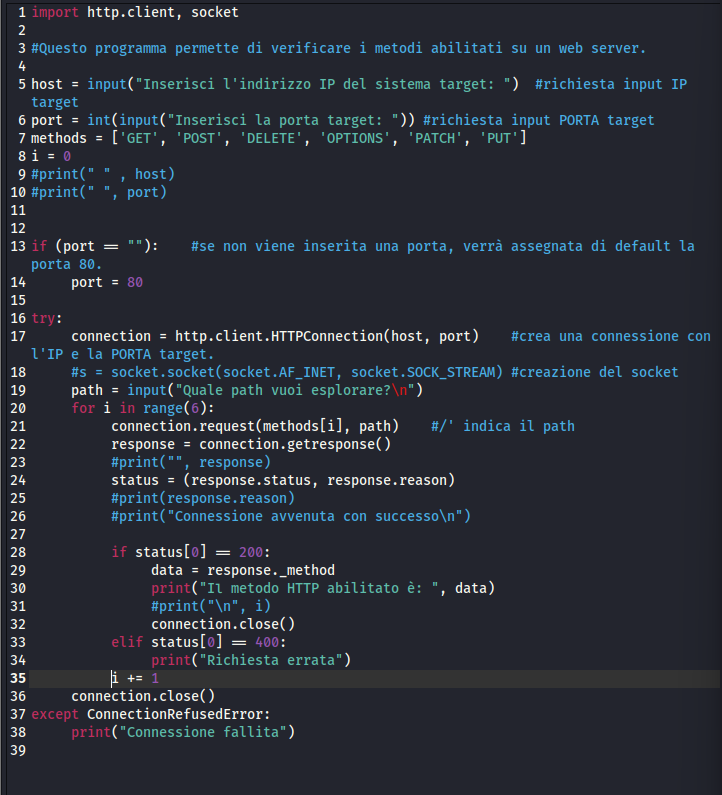 1 import http.client, socket
2
3 #Questo programma permette di verificare i metodi abilitati su un web server.
4
5 host = input("Inserisci l'indirizzo IP del sistema target: ")  #richiesta input IP
target
6 port = int(input("Inserisci la porta target: ")) #richiesta input PORTA target
7 methods = ['GET', 'POST', 'DELETE', 'OPTIONS', 'PATCH', 'PUT']
8 i = 0
9 #print(" " , host)
10 #print(" ", port)
11
12
13 if (port == ""):    #se non viene inserita una porta, verrà assegnata di default la
porta 80.
14     port = 80
15
16 try:
17     connection = http.client.HTTPConnection(host, port)    #crea una connessione con
l'IP e la PORTA target.
18     #s = socket.socket(socket.AF_INET, socket.SOCK_STREAM) #creazione del socket
19     path = input("Quale path vuoi esplorare?\n")
20     for i in range(6):
21          connection.request(methods[i], path)    #/' indica il path
22          response = connection.getresponse()
23          #print("", response)
24          status = (response.status, response.reason)
25          #print(response.reason)
26          #print("Connessione avvenuta con successo\n")
27
28          if status[0] == 200:
29               data = response._method
30               print("Il metodo HTTP abilitato è: ", data)
31               #print("\n", i)
32               connection.close()
33          elif status[0] == 400:
34               print("Richiesta errata")
35          i += 1
36     connection.close()
37 except ConnectionRefusedError:
38     print("Connessione fallita")
39